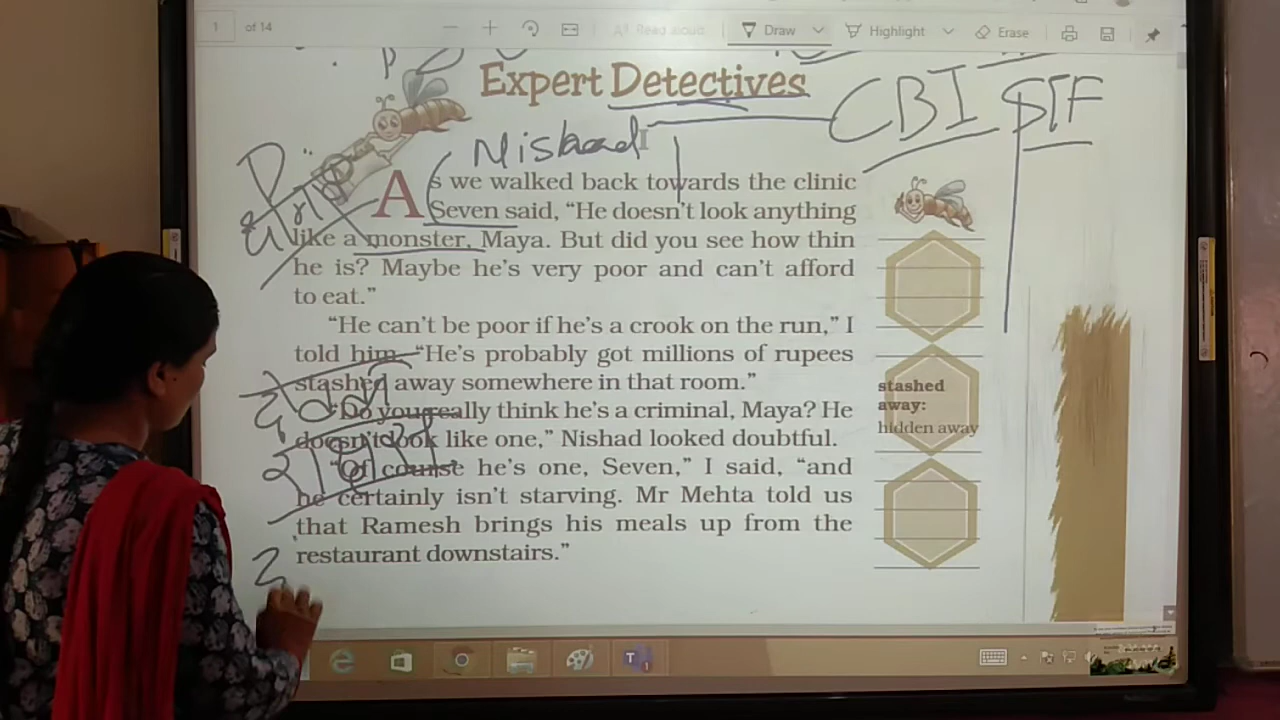 1 of 14
Read aloud Draw Highlight Erase
Expert Detectives
CBI STF
Nishad
As we walked back towards the clinic
Seven said, “He doesn't look anything
like a monster, Maya. But did you see how thin
he is? Maybe he's very poor and can't afford
to eat.”
“He can't be poor if he's a crook on the run,” I
told him. “He's probably got millions of rupees
stashed away somewhere in that room.”
“Do you really think he's a criminal, Maya? He
doesn't look like one,” Nishad looked doubtful.
“Of course he's one, Seven,” I said, “and
he certainly isn't starving. Mr Mehta told us
that Ramesh brings his meals up from the
restaurant downstairs.”
stashed
away:
hidden away